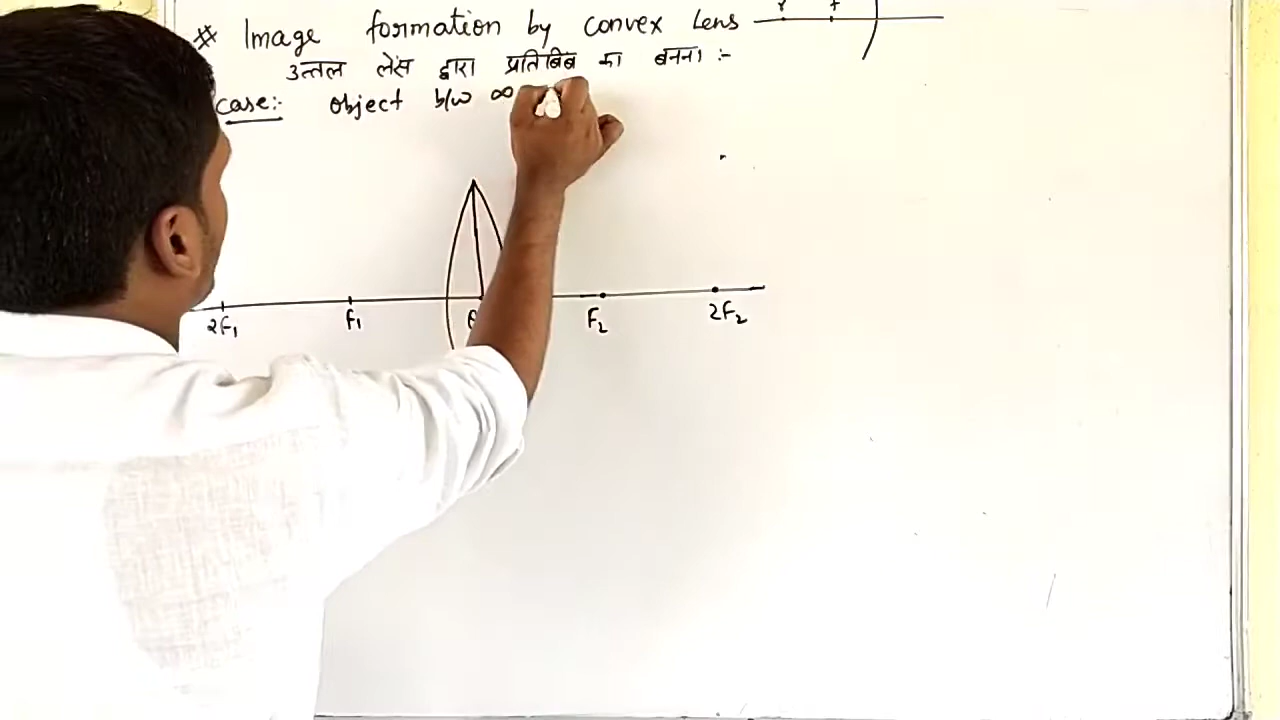 # Image formation by convex Lens
उत्तल लेंस द्वारा प्रतिबिंब का बनना :-
case:- object b/w ∞
2F₁ F₁ F₂ 2F₂